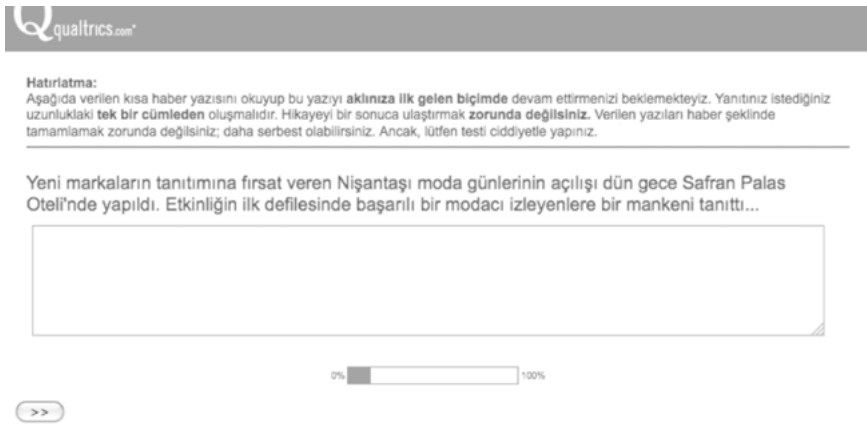 Qualtrics.com™
Hatırlatma:
Aşağıda verilen kısa haber yazısını okuyup bu yazıyı aklınıza ilk gelen biçimde devam ettirmenizi beklemekteyiz. Yanıtınız istediğiniz
uzunluktaki tek bir cümleden oluşmalıdır. Hikayeyi bir sonuca ulaştırmak zorunda değilsiniz. Verilen yazıları haber şeklinde
tamamlamak zorunda değilsiniz; daha serbest olabilirsiniz. Ancak, lütfen testi ciddiyetle yapınız.
Yeni markaların tanıtımına fırsat veren Nişantaşı moda günlerinin açılışı dün gece Safran Palas
Oteli'nde yapıldı. Etkinliğin ilk defilesinde başarılı bir modacı izleyenlere bir mankeni tanıttı...
0% 100%
>>